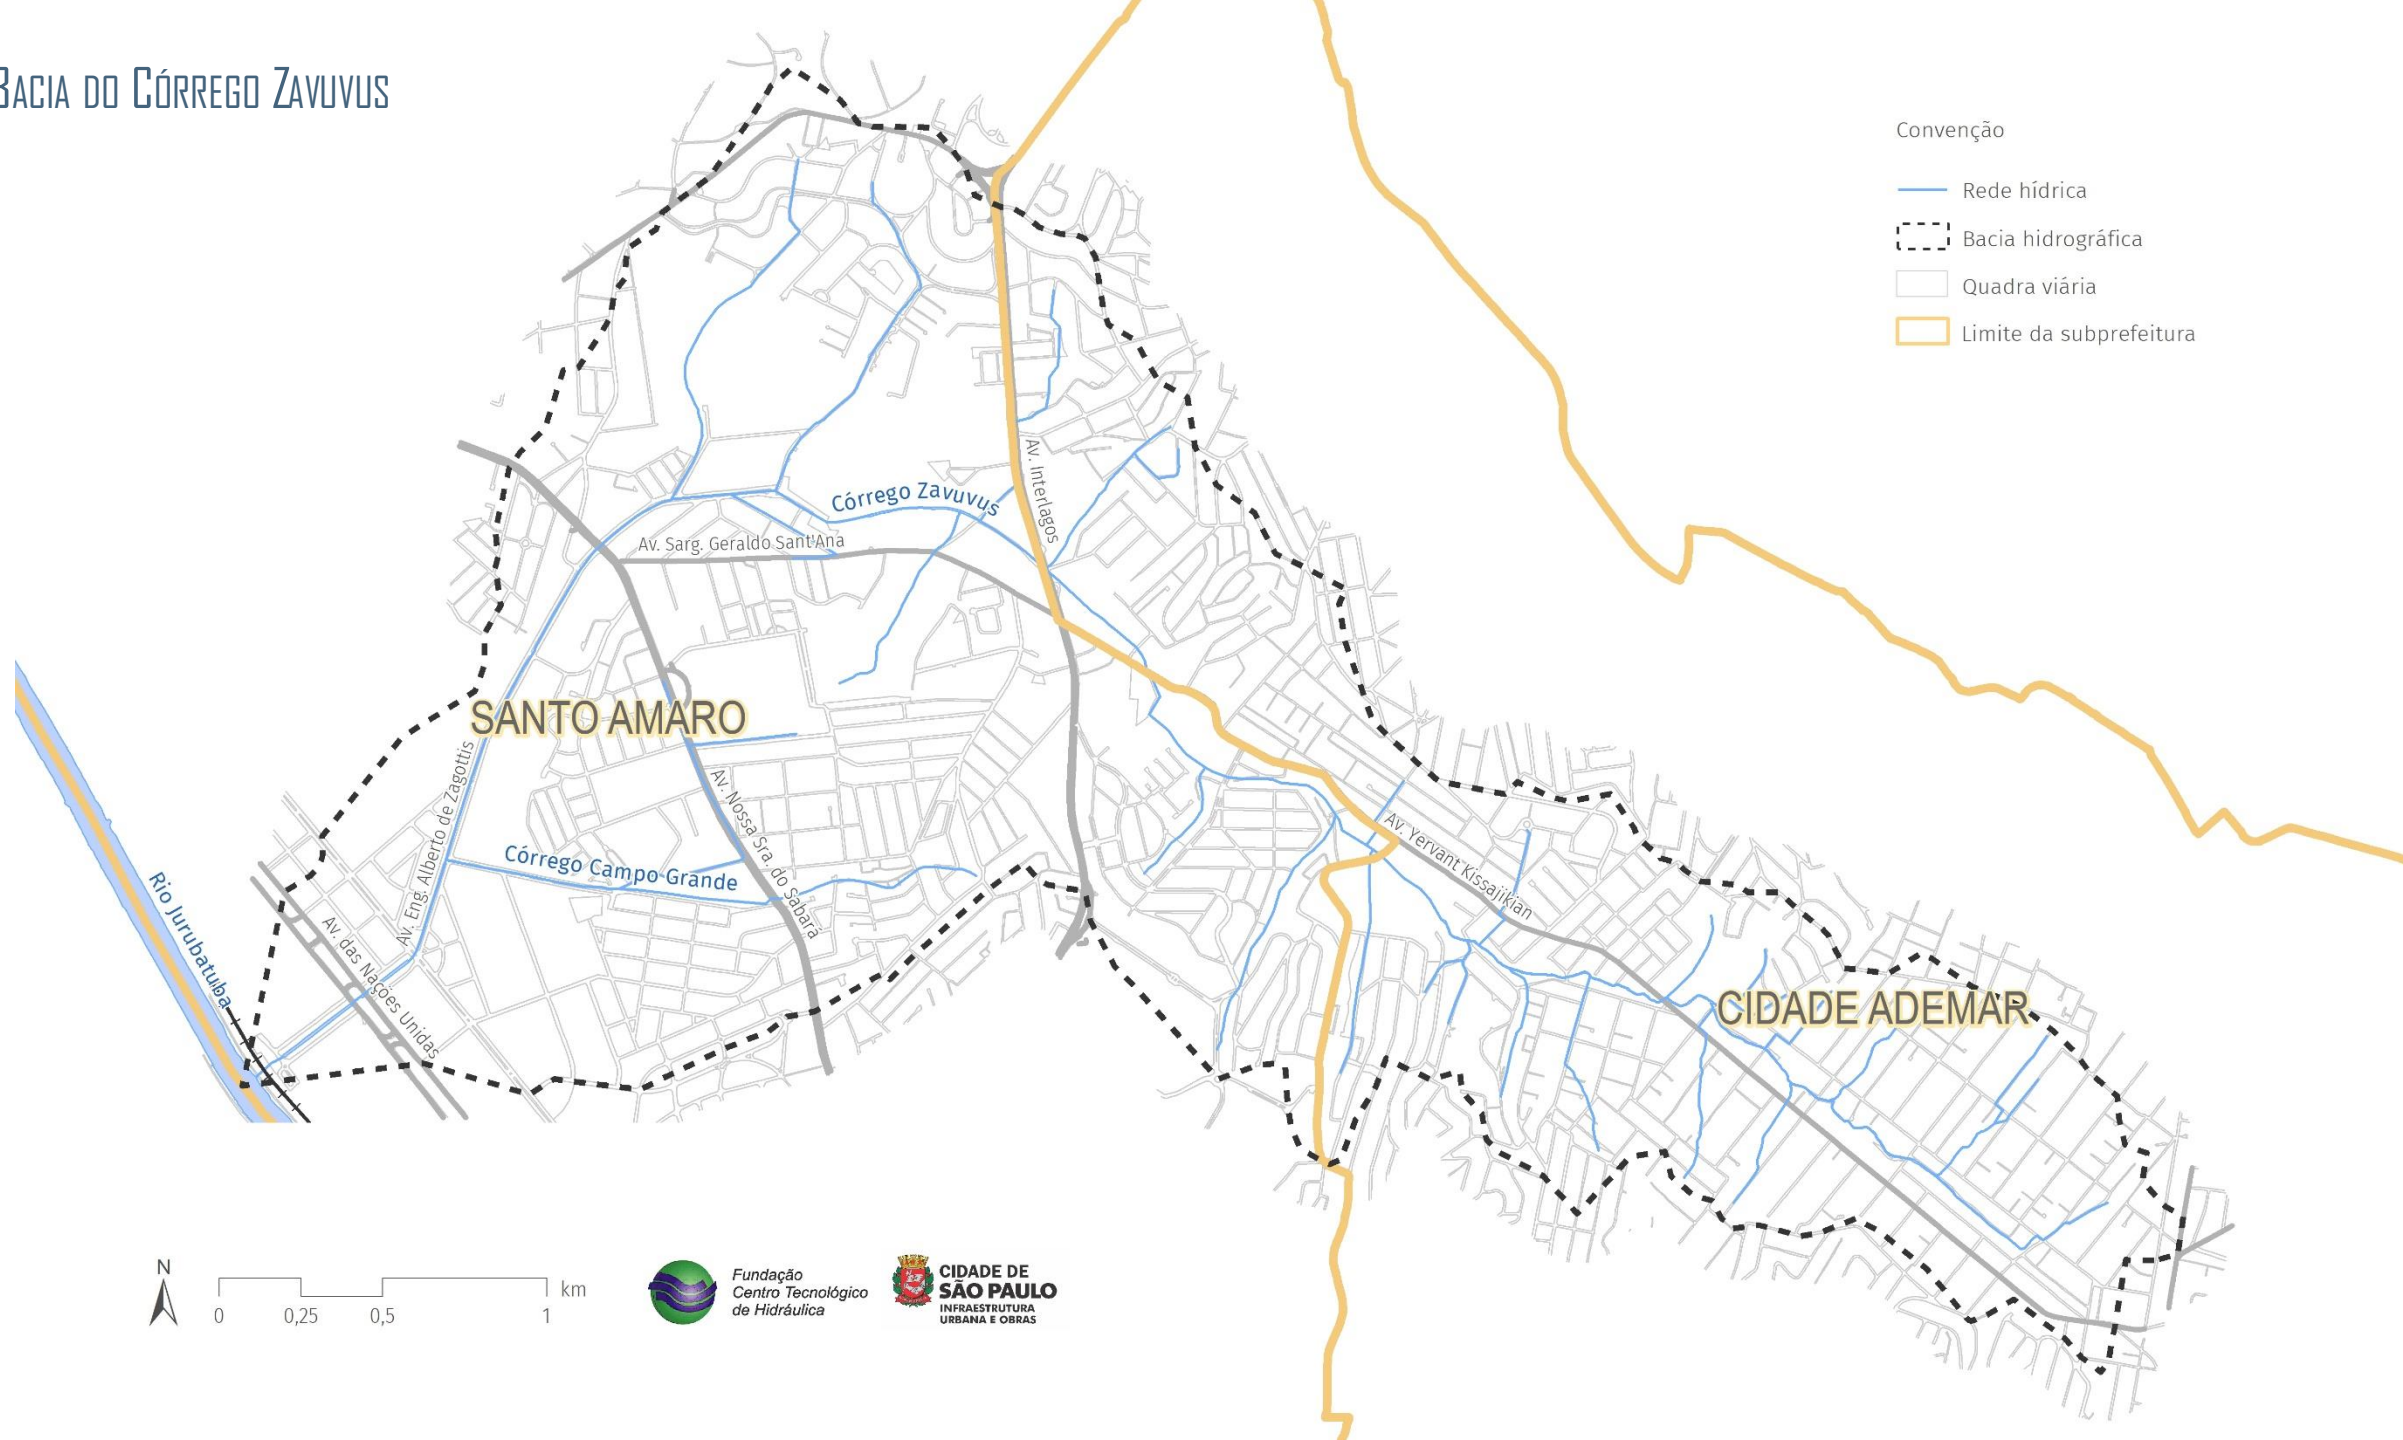 BACIA DO CÓRREGO ZAVUVUS
Convenção
Rede hídrica
Bacia hidrográfica
Quadra viária
Limite da subprefeitura
Av. Interlagos
Córrego Zavuvus
Av. Sarg. Geraldo Sant'Ana
SANTO AMARO
Av. Eng. Alberto de Zagottis
Av. Nossa Sra. do Sabará
Córrego Campo Grande
Av. Yervant Kissajikian
Rio Jurubatuba
Av. das Nações Unidas
CIDADE ADEMAR
N
0
0,25
0,5
1
km
Fundação
Centro Tecnológico
de Hidráulica
CIDADE DE
SÃO PAULO
INFRAESTRUTURA
URBANA E OBRAS